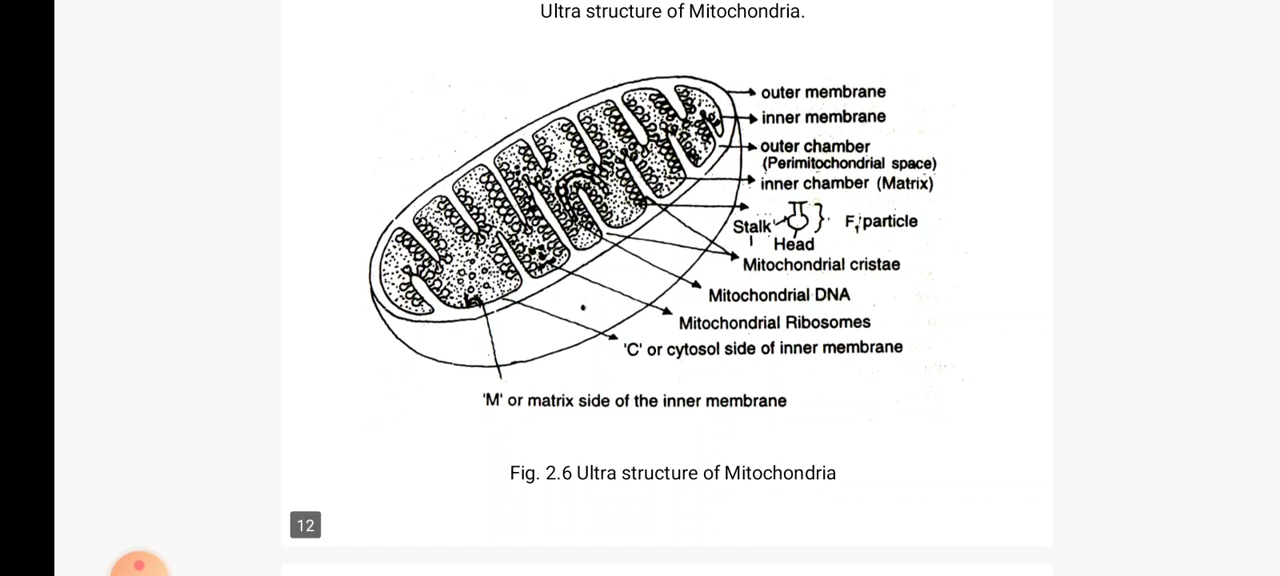 Ultra structure of Mitochondria.
outer membrane
inner membrane
outer chamber
(Perimitochondrial space)
inner chamber (Matrix)
Stalk
F₁ particle
Head
Mitochondrial cristae
Mitochondrial DNA
Mitochondrial Ribosomes
'C' or cytosol side of inner membrane
'M' or matrix side of the inner membrane
Fig. 2.6 Ultra structure of Mitochondria
12